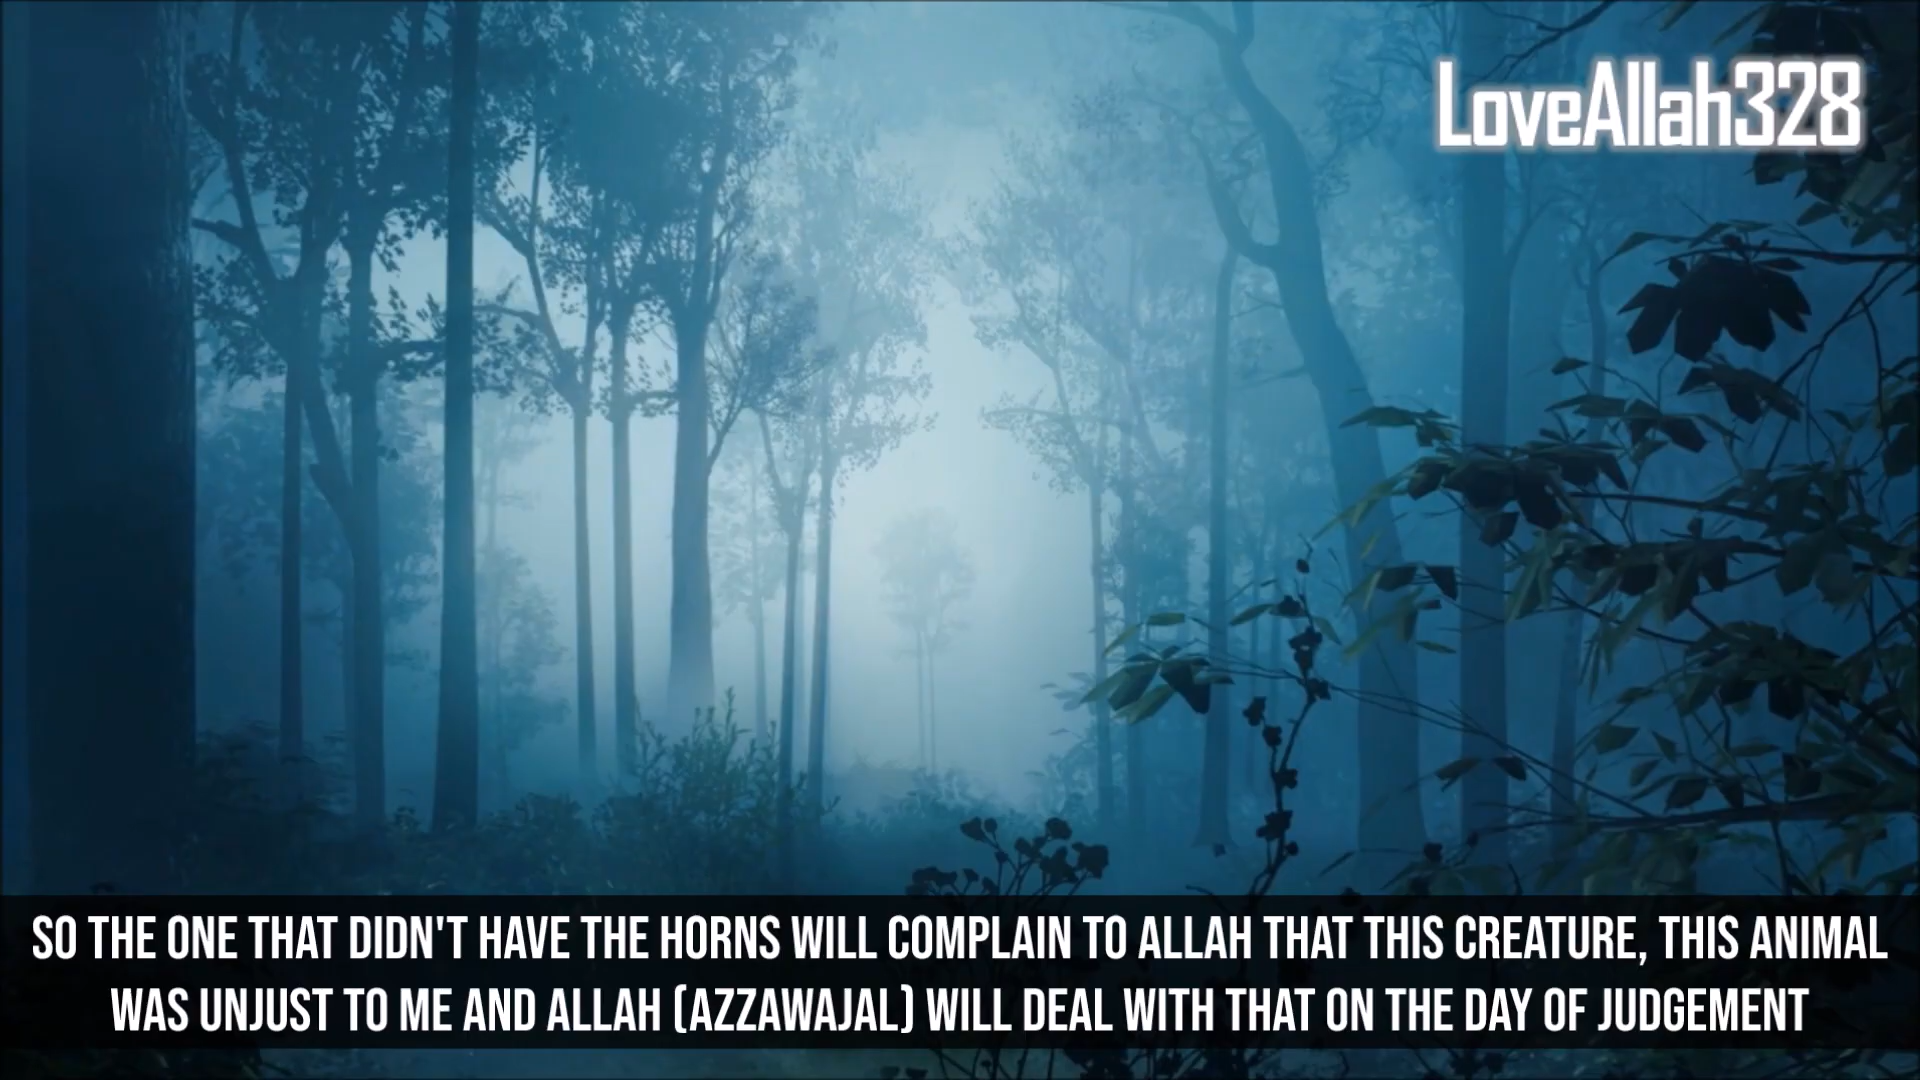 LoveAllah328
SO THE ONE THAT DIDN'T HAVE THE HORNS WILL COMPLAIN TO ALLAH THAT THIS CREATURE, THIS ANIMAL
WAS UNJUST TO ME AND ALLAH (AZZAWAJAL) WILL DEAL WITH THAT ON THE DAY OF JUDGEMENT